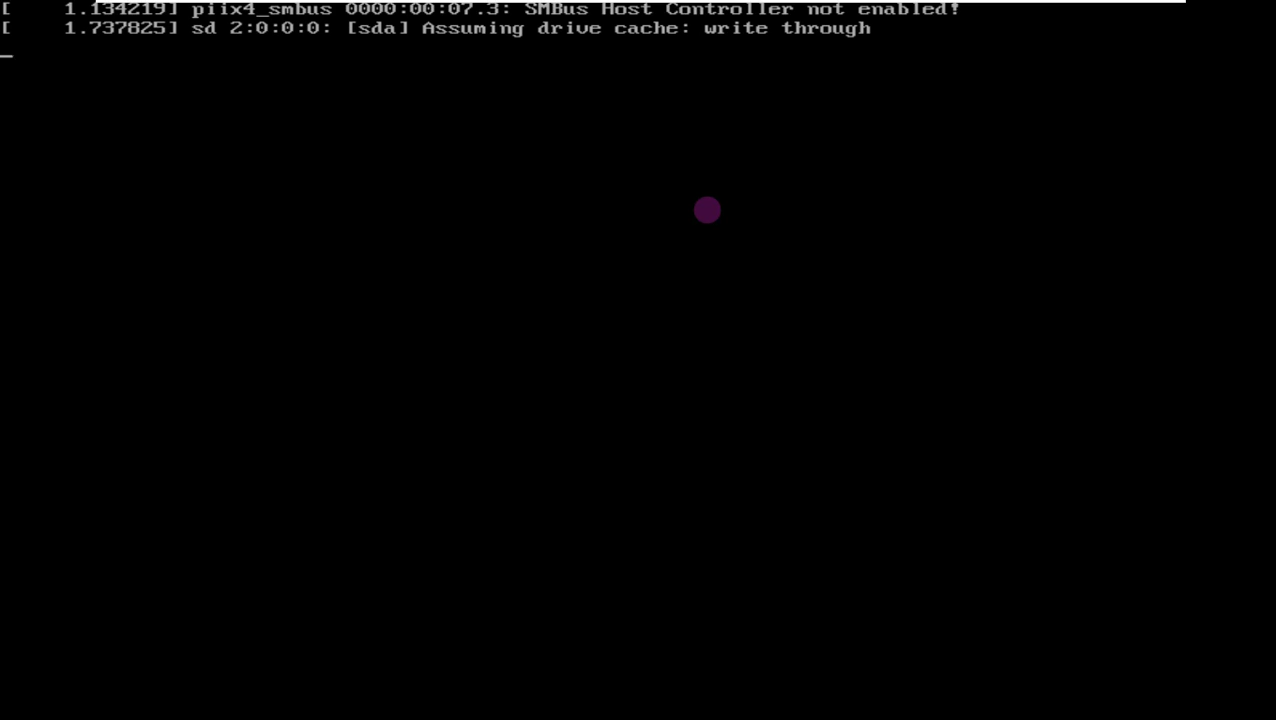 [    1.134219] piix4_smbus 0000:00:07.3: SMBus Host Controller not enabled!
[    1.737825] sd 2:0:0:0: [sda] Assuming drive cache: write through